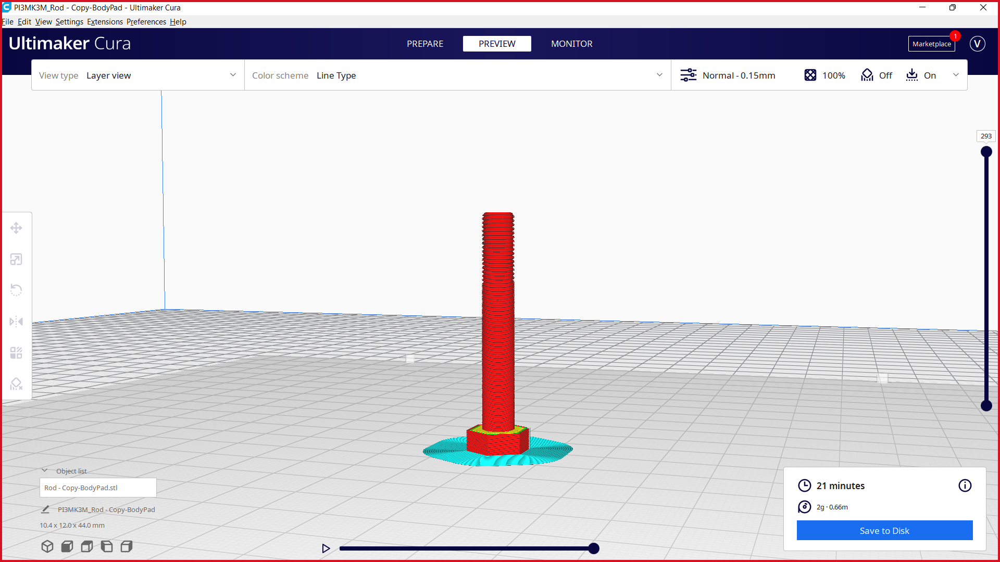 PI3MK3M_Rod - Copy-BodyPad - Ultimaker Cura
File Edit View Settings Extensions Preferences Help
Ultimaker Cura
PREPARE PREVIEW MONITOR
Marketplace 1 V
View type Layer view
Color scheme Line Type
Normal - 0.15mm 100% Off On
293
Object list
Rod - Copy-BodyPad.stl
PI3MK3M_Rod - Copy-BodyPad
10.4 x 12.0 x 44.0 mm
21 minutes
2g · 0.66m
Save to Disk